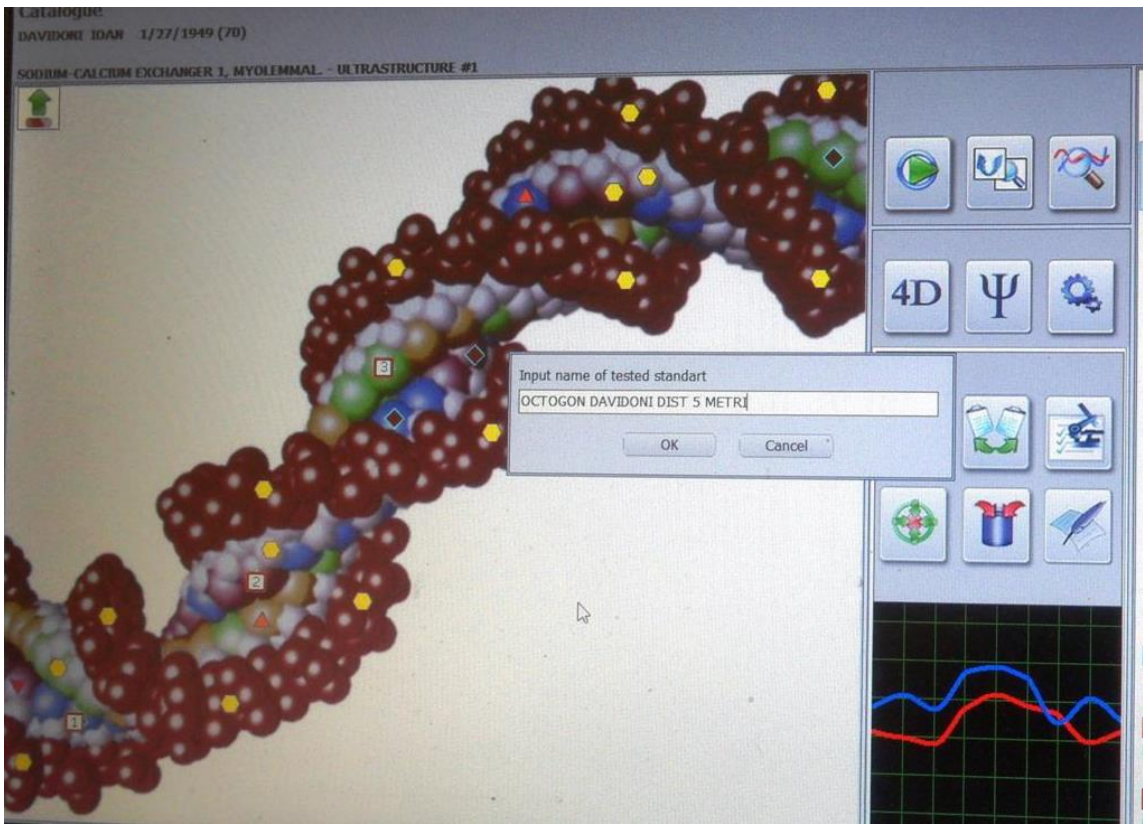 Catalogue
DAVIDONI IOAN 1/27/1949 (70)
SODIUM-CALCIUM EXCHANGER 1, MYOLEMMAL. - ULTRASTRUCTURE #1
Input name of tested standart
OCTOGON DAVIDONI DIST 5 METRI
OK Cancel
4D Ψ
3
2
1